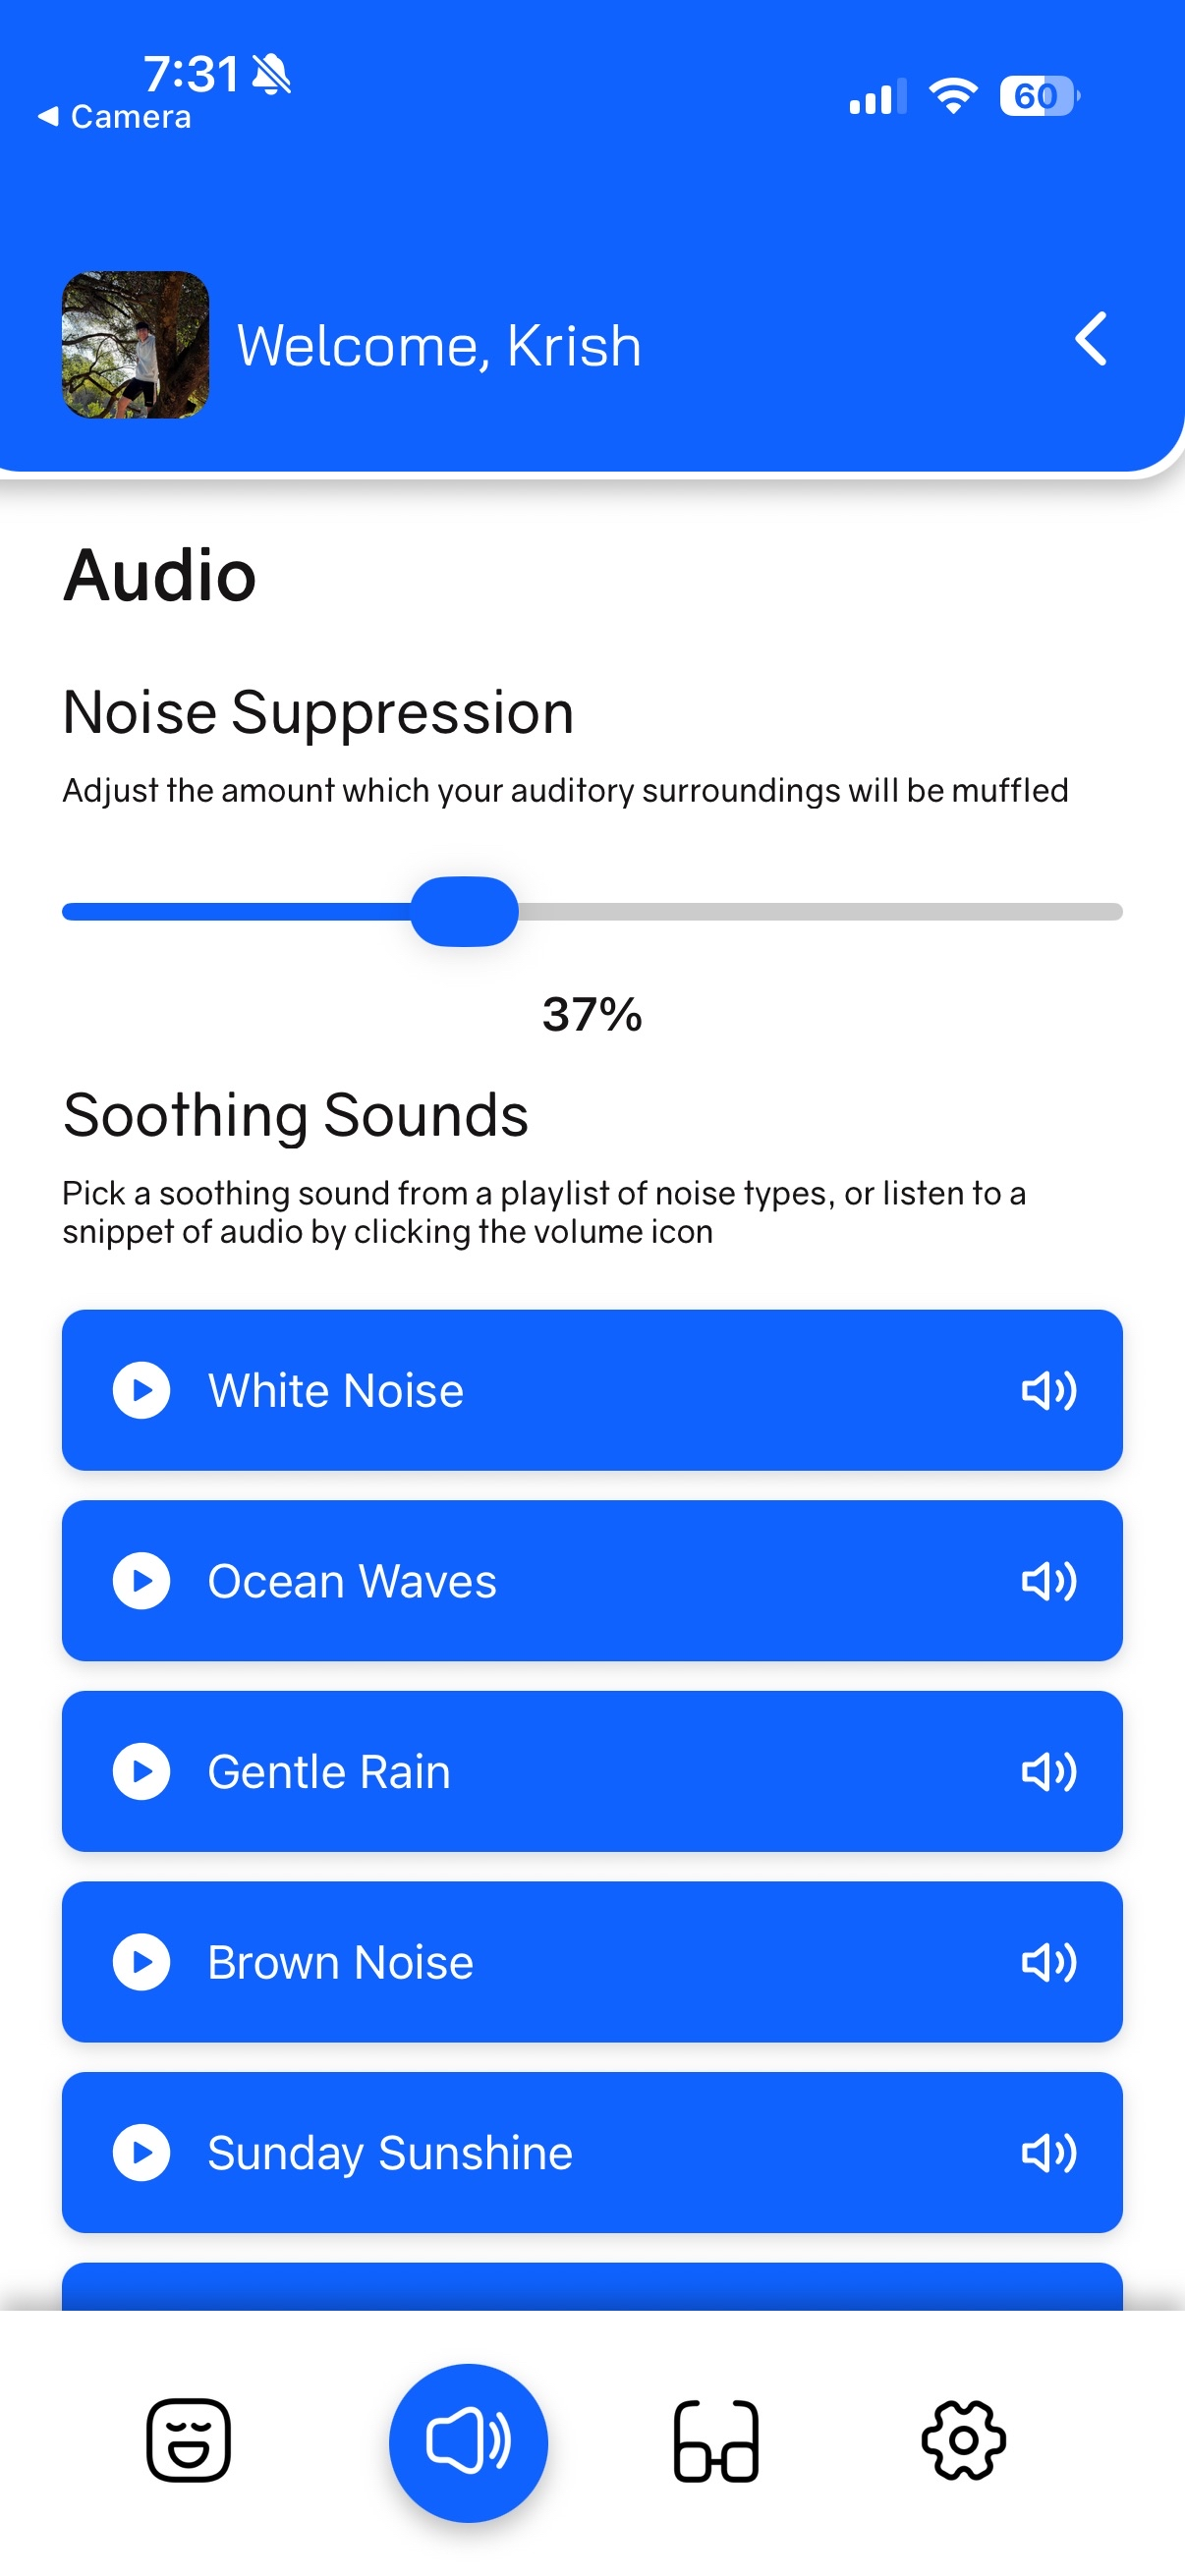 7:31
Camera
60
Welcome, Krish
Audio
Noise Suppression
Adjust the amount which your auditory surroundings will be muffled
37%
Soothing Sounds
Pick a soothing sound from a playlist of noise types, or listen to a
snippet of audio by clicking the volume icon
White Noise
Ocean Waves
Gentle Rain
Brown Noise
Sunday Sunshine